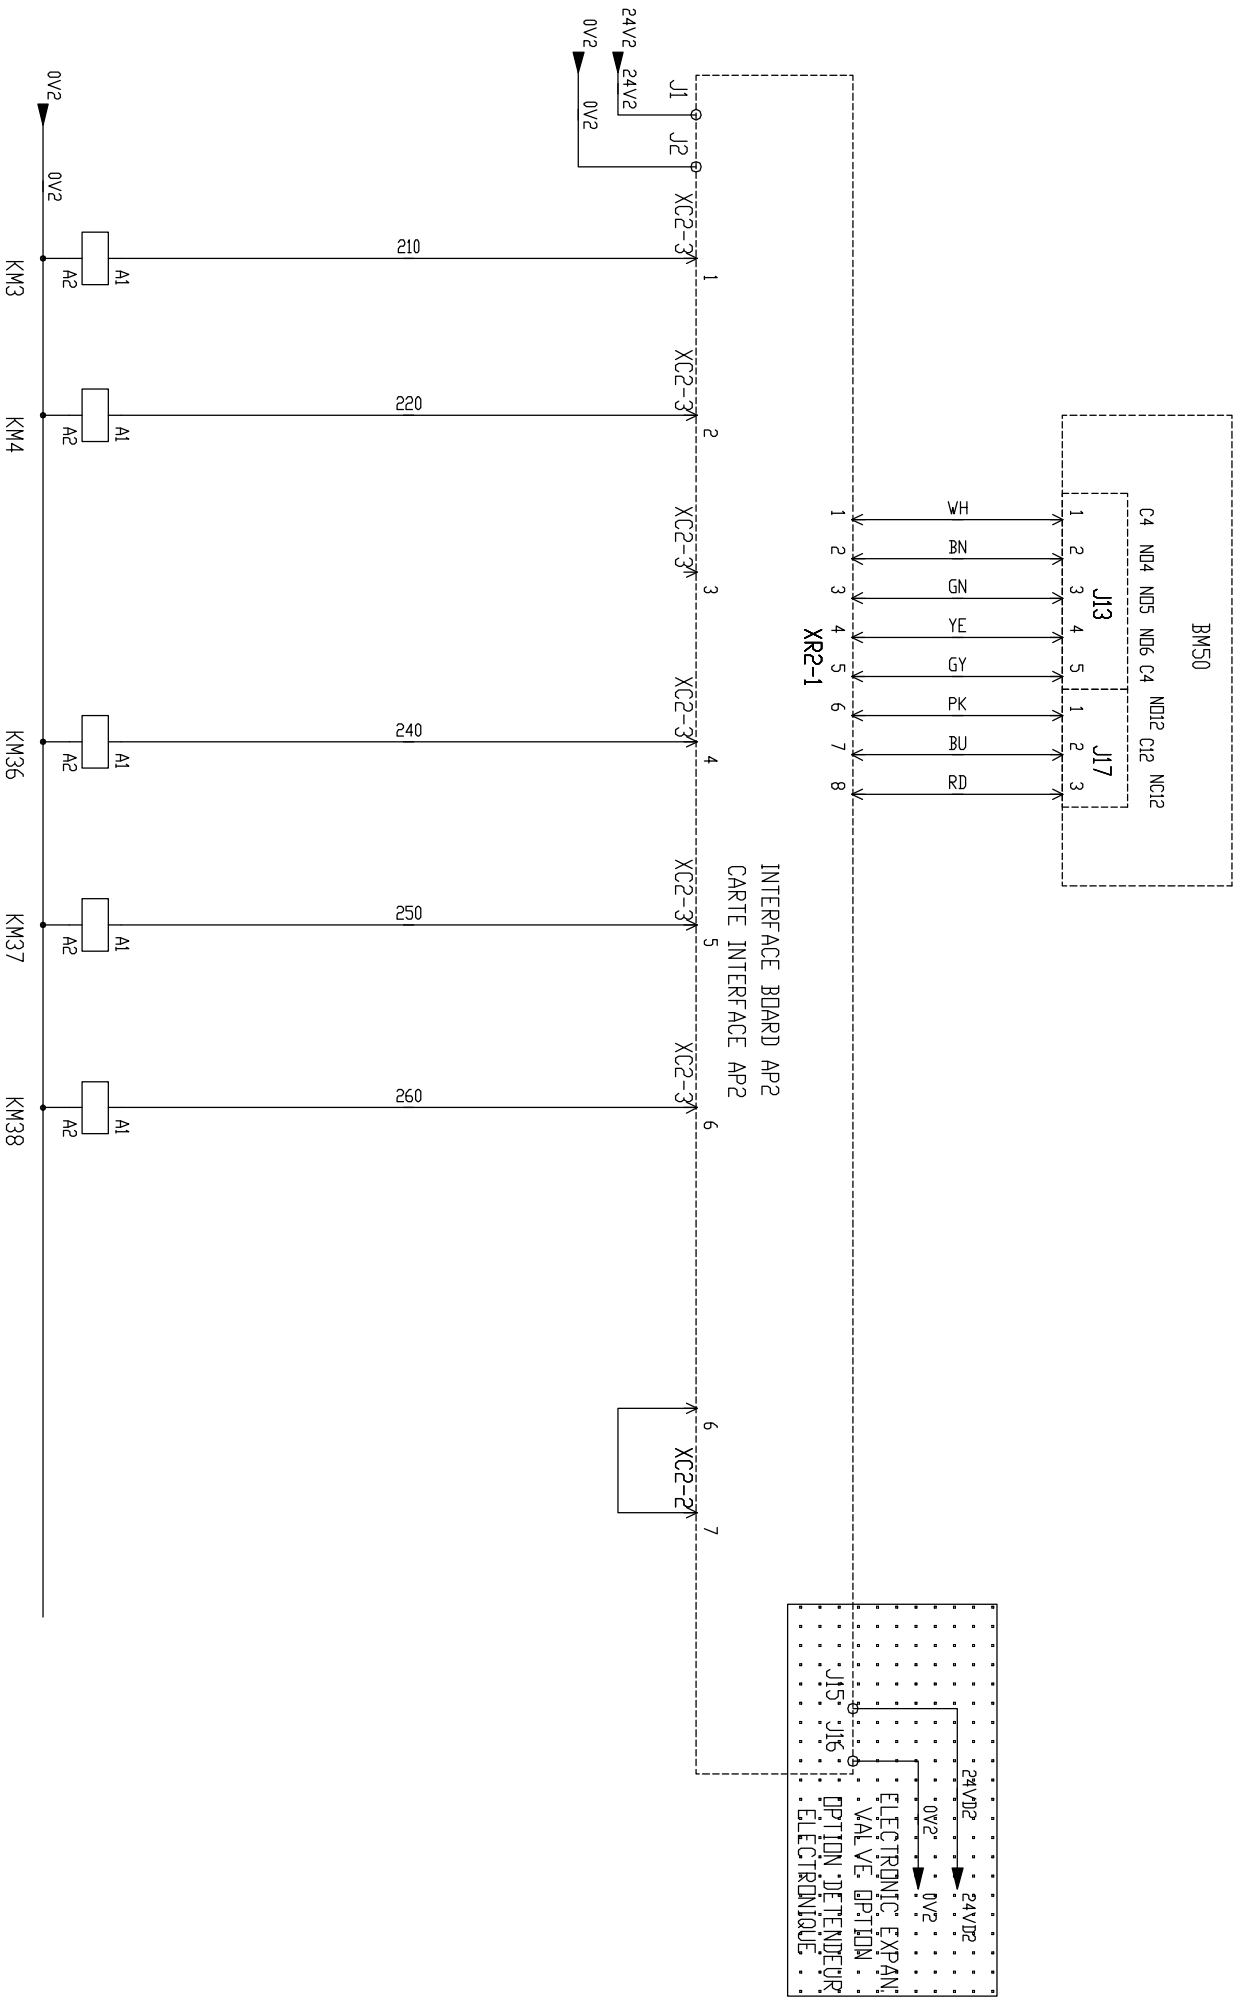 BM50
C4 NO4 NO5 NO6 C4 NO12 C12 NC12
J13
J17
1 2 3 4 5 1 2 3
WH BN GN YE GY PK BU RD
1 2 3 4 5 6 7 8
XR2-1
24VD2 24VD2
0V2 0V2
J15 J16
ELECTRONIC EXPAN.
VALVE OPTION
OPTION DETENDEUR
ELECTRONIQUE
INTERFACE BOARD AP2
CARTE INTERFACE AP2
1 2 3 4 5 6 6 7
J1 J2 XC2-3 XC2-3 XC2-3 XC2-3 XC2-3 XC2-3 XC2-2
24V2 24V2
0V2 0V2
210 220 240 250 260
A1 A1 A1 A1 A1
A2 A2 A2 A2 A2
0V2 0V2
KM3 KM4 KM36 KM37 KM38